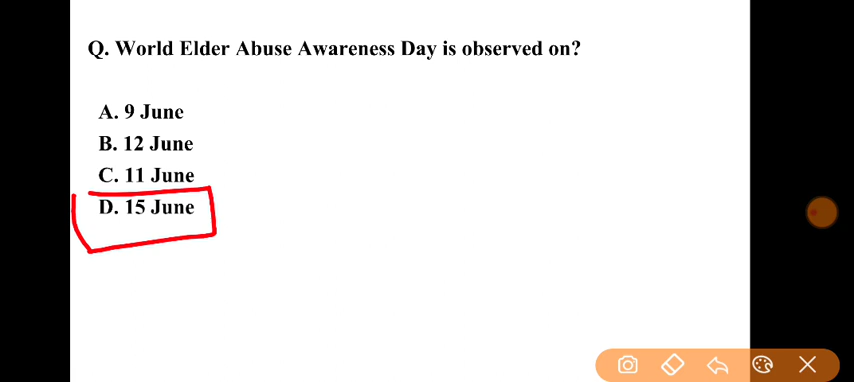 Q. World Elder Abuse Awareness Day is observed on?
A. 9 June
B. 12 June
C. 11 June
D. 15 June